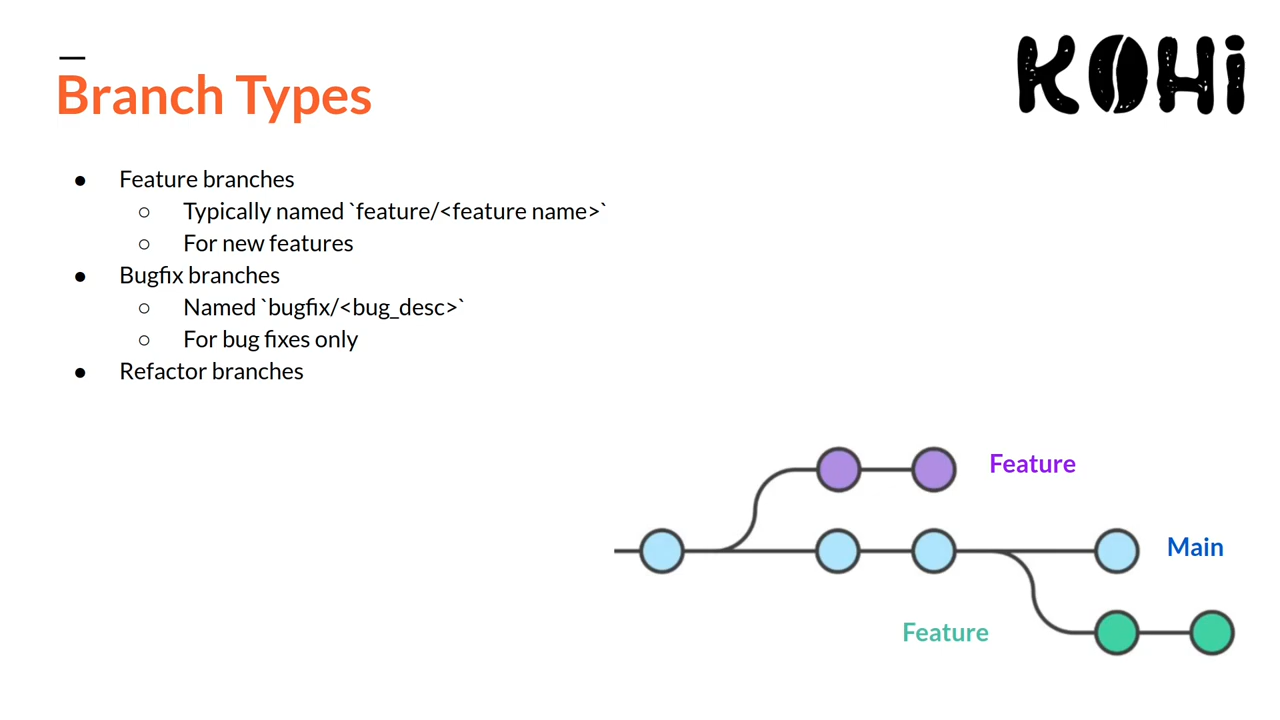 KOHi
Branch Types
● Feature branches
○ Typically named `feature/<feature name>`
○ For new features
● Bugfix branches
○ Named `bugfix/<bug_desc>`
○ For bug fixes only
● Refactor branches
Feature
Main
Feature